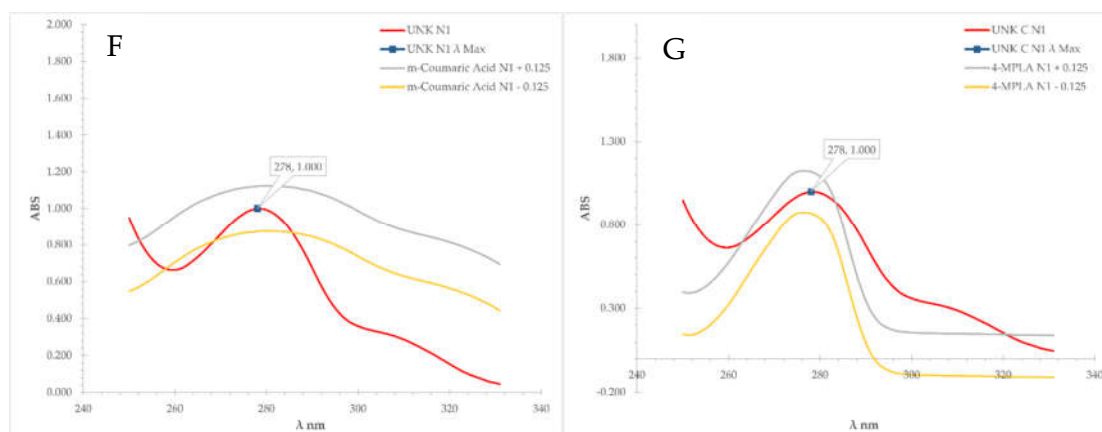 F
UNK N1
UNK N1 λ Max
m-Coumaric Acid N1 + 0.125
m-Coumaric Acid N1 - 0.125
278, 1.000
ABS
2.000
1.800
1.600
1.400
1.200
1.000
0.800
0.600
0.400
0.200
0.000
240
260
280
300
320
340
λ nm
G
UNK C N1
UNK C N1 λ Max
4-MPLA N1 + 0.125
4-MPLA N1 - 0.125
278, 1.000
ABS
1.800
1.300
0.800
0.300
-0.200
240
260
280
300
320
340
λ nm